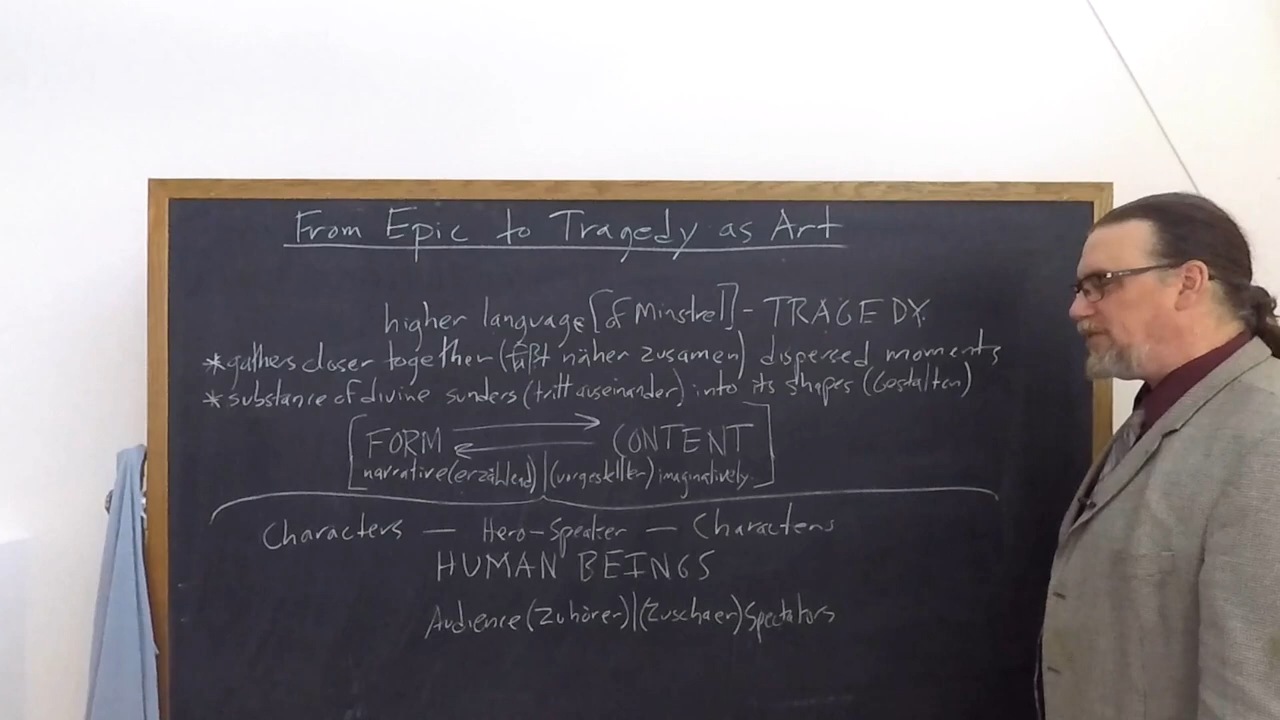 From Epic to Tragedy as Art
higher language [of Minstrel] - TRAGEDY
* gathers closer together (faßt näher zusamen) dispersed moments
* substance of divine sunders (tritt auseinander) into its shapes (Gestalten)
FORM CONTENT
narrative (erzählend) | (vorgestellter) imaginatively
Characters — Hero-Speaker — Characters
HUMAN BEINGS
Audience (Zuhörer) | (Zuschaer) Spectators